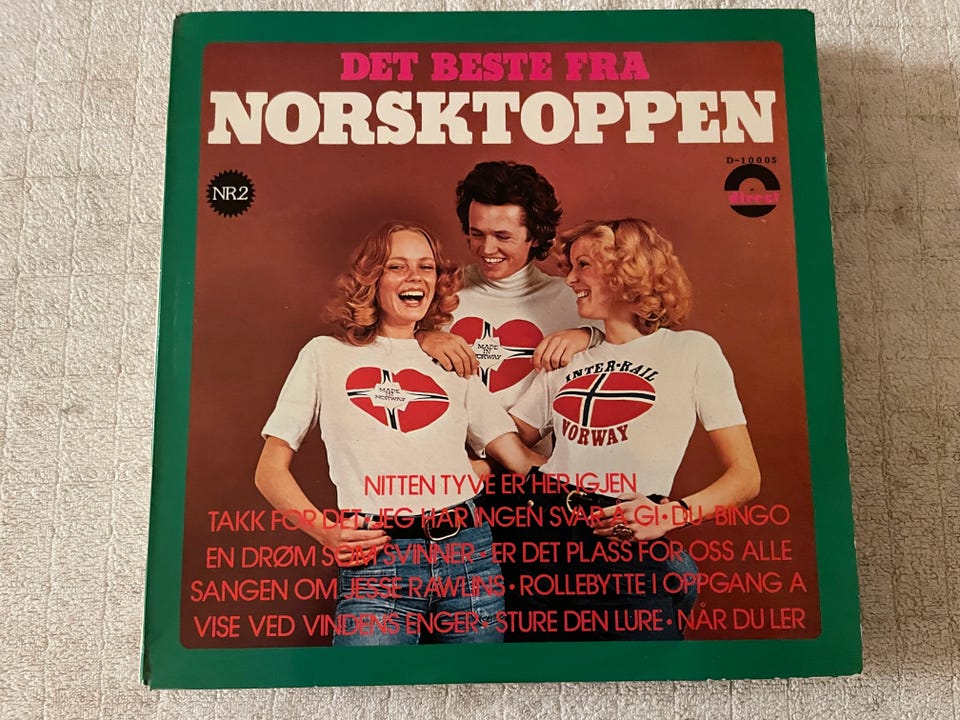 DET BESTE FRA
NORSKTOPPEN
D-10005
NR.2
direct
MADE
IN
NORWAY
MADE
IN
NORWAY
INTER-RAIL
NORWAY
NITTEN TYVE ER HER IGJEN
TAKK FOR DET • JEG HAR INGEN SVAR Å GI • DU • BINGO
EN DRØM SOM SVINNER • ER DET PLASS FOR OSS ALLE
SANGEN OM JESSE RAWLINS • ROLLEBYTTE I OPPGANG A
VISE VED VINDENS ENGER • STURE DEN LURE • NÅR DU LER